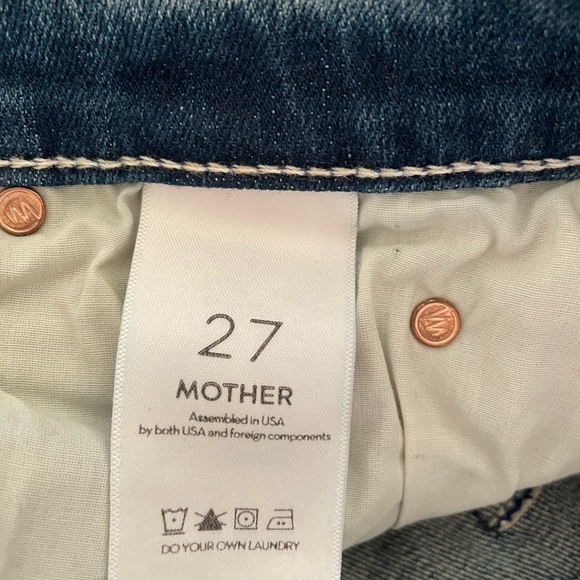 27
MOTHER
Assembled in USA
by both USA and foreign components
DO YOUR OWN LAUNDRY